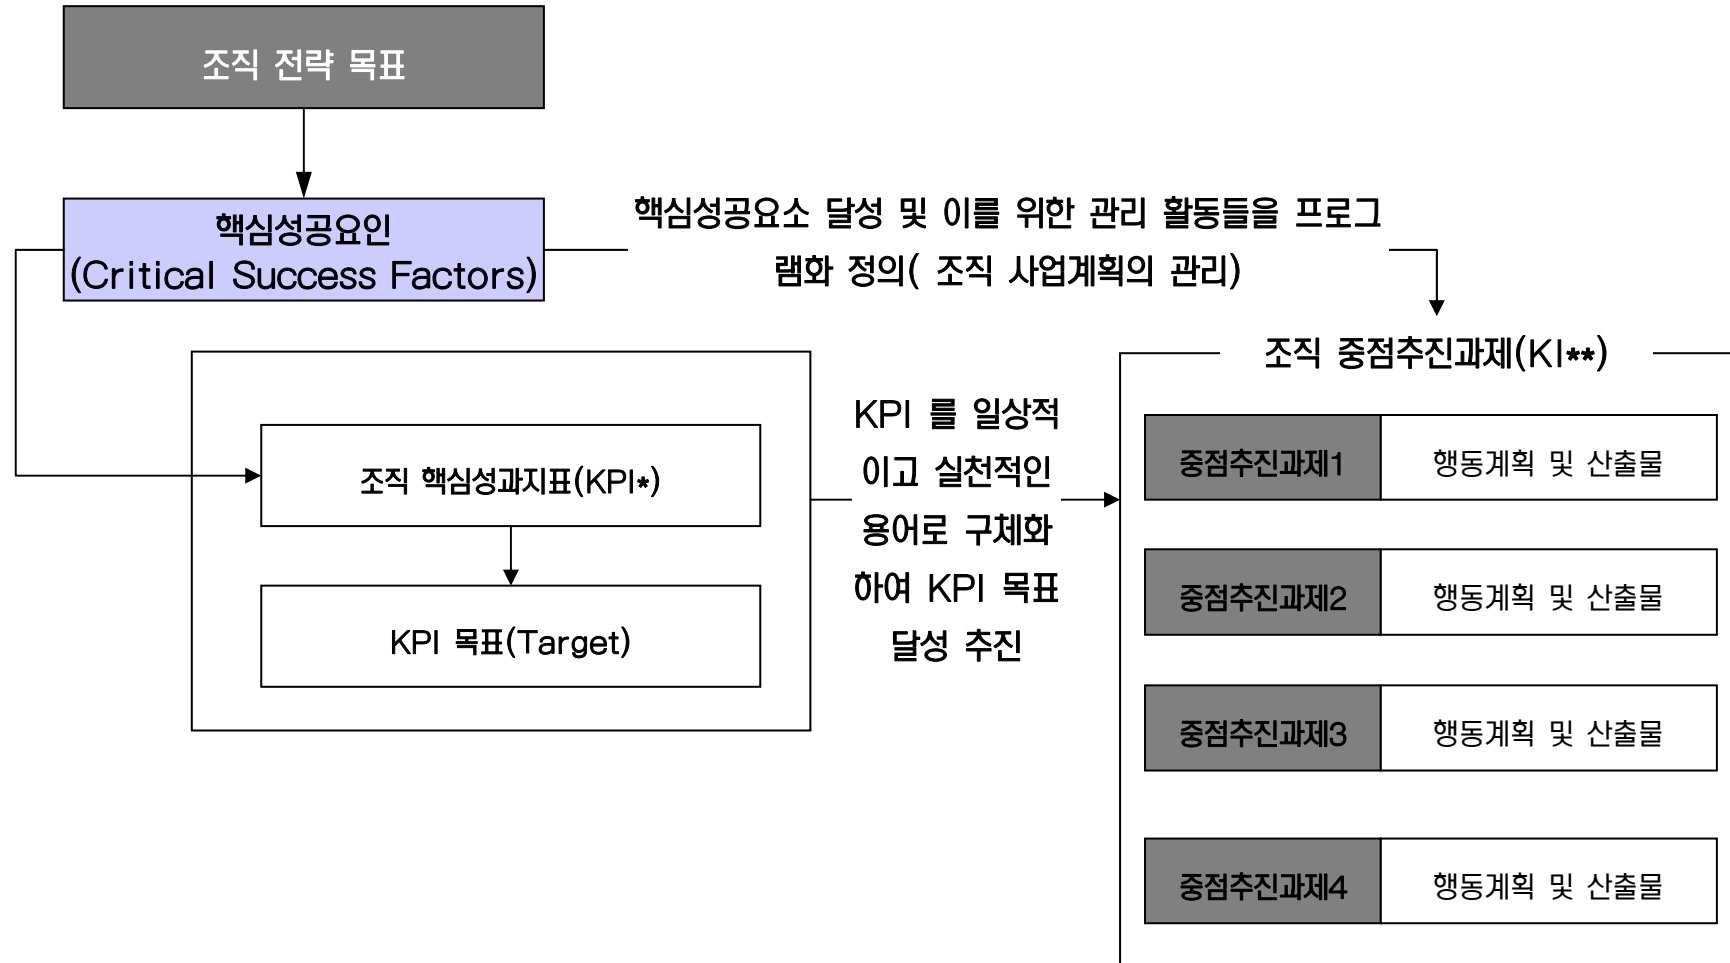 조직 전략 목표
핵심성공요인
(Critical Success Factors)
핵심성공요소 달성 및 이를 위한 관리 활동들을 프로그
램화 정의( 조직 사업계획의 관리)
조직 핵심성과지표(KPI*)
KPI 목표(Target)
KPI 를 일상적
이고 실천적인
용어로 구체화
하여 KPI 목표
달성 추진
조직 중점추진과제(KI**)
중점추진과제1 행동계획 및 산출물
중점추진과제2 행동계획 및 산출물
중점추진과제3 행동계획 및 산출물
중점추진과제4 행동계획 및 산출물